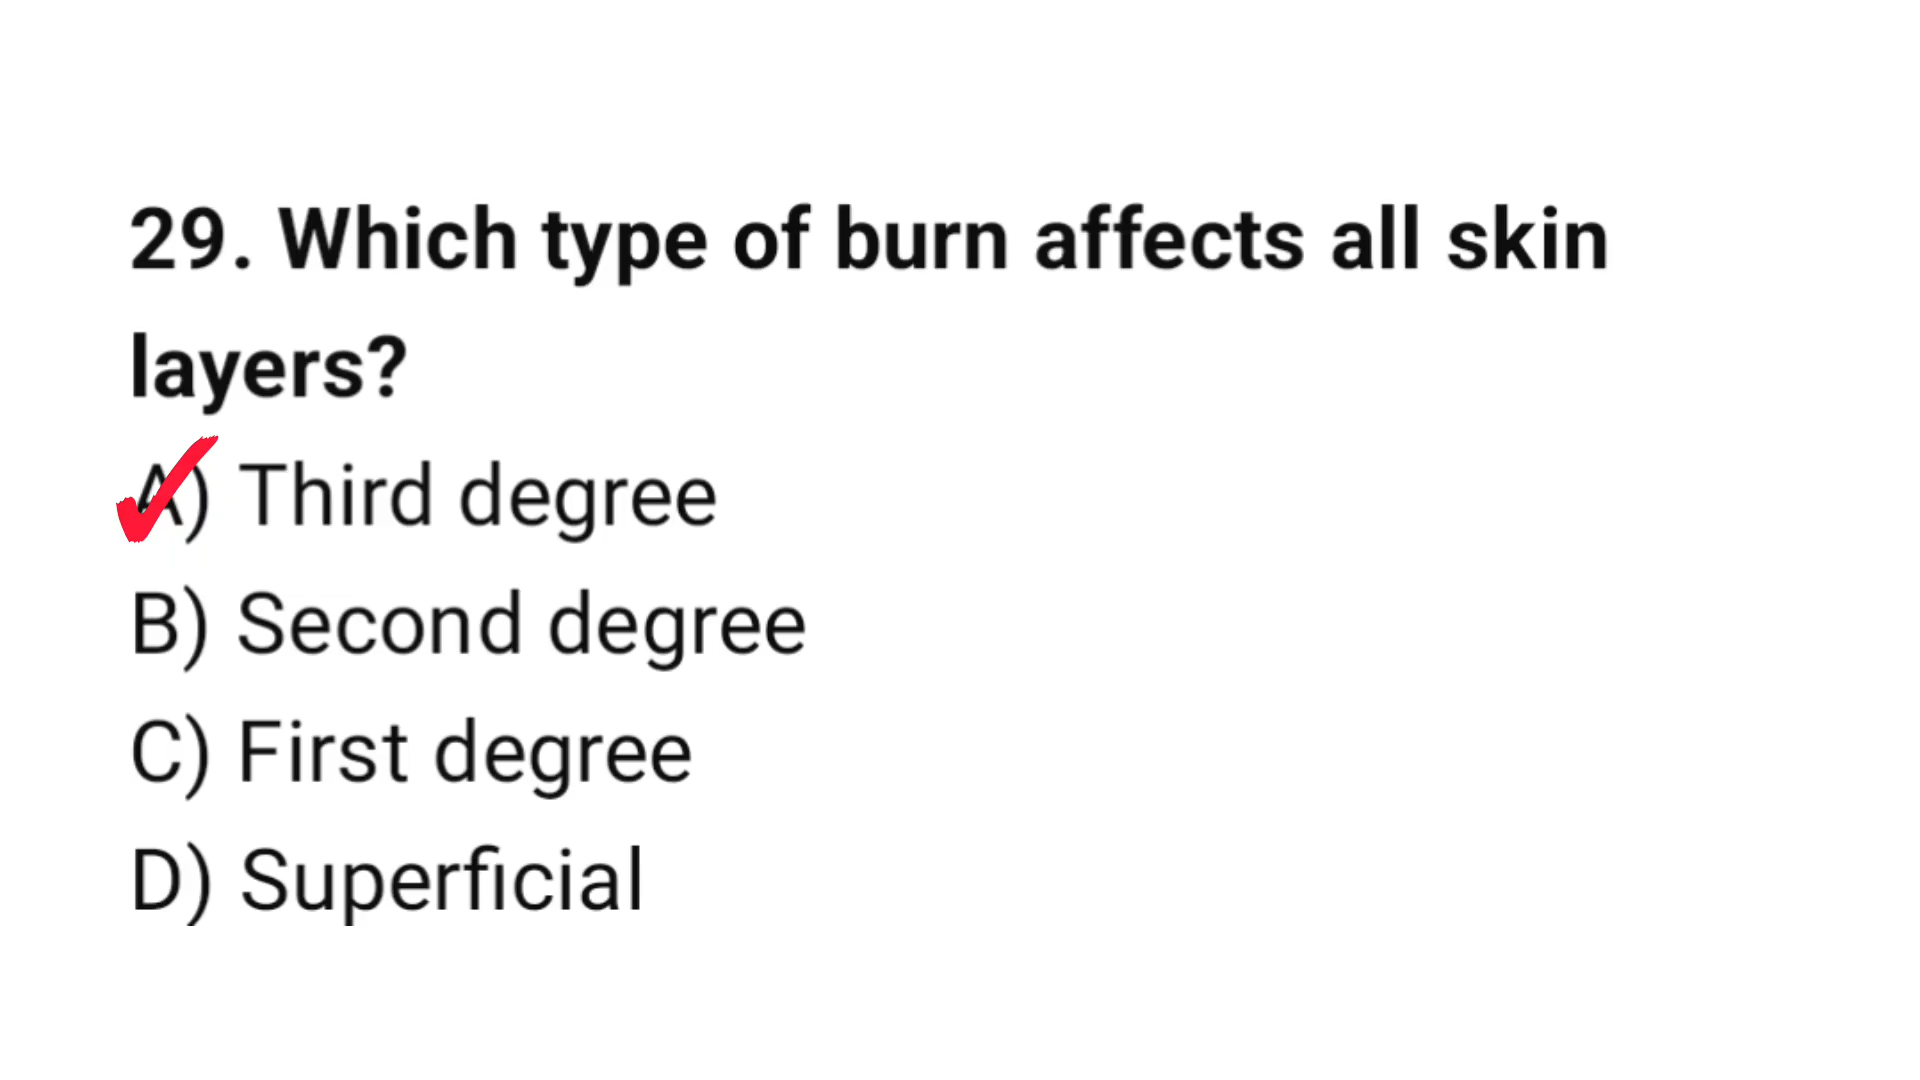 29. Which type of burn affects all skin
layers?
A) Third degree
B) Second degree
C) First degree
D) Superficial